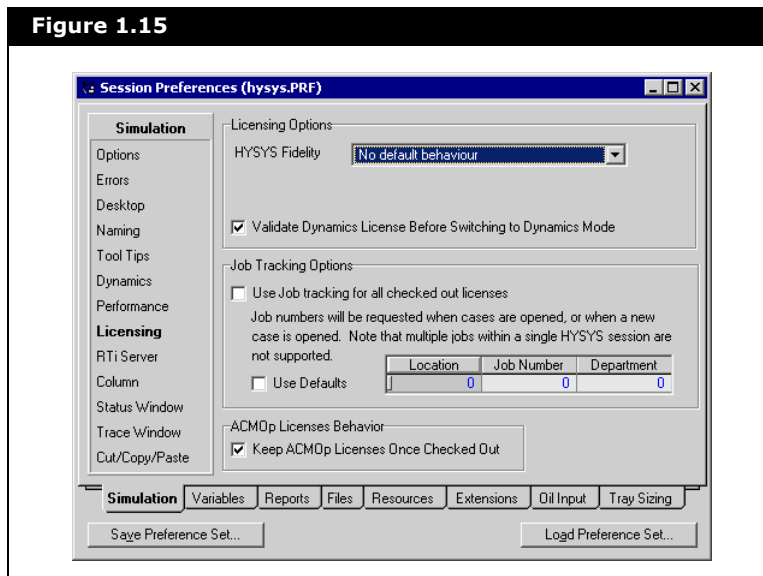 Figure 1.15
Session Preferences (hysys.PRF)
Simulation
Options
Errors
Desktop
Naming
Tool Tips
Dynamics
Performance
Licensing
RTi Server
Column
Status Window
Trace Window
Cut/Copy/Paste
Licensing Options
HYSYS Fidelity
No default behaviour
Validate Dynamics License Before Switching to Dynamics Mode
Job Tracking Options
Use Job tracking for all checked out licenses
Job numbers will be requested when cases are opened, or when a new
case is opened. Note that multiple jobs within a single HYSYS session are
not supported.
Location Job Number Department
Use Defaults 0 0 0
ACMOp Licenses Behavior
Keep ACMOp Licenses Once Checked Out
Simulation Variables Reports Files Resources Extensions Oil Input Tray Sizing
Save Preference Set... Load Preference Set...